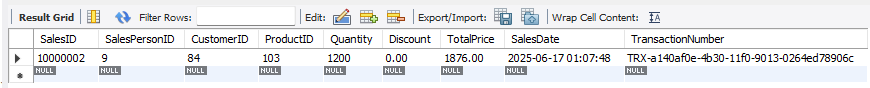 Result Grid Filter Rows: Edit: Export/Import: Wrap Cell Content:
SalesID SalesPersonID CustomerID ProductID Quantity Discount TotalPrice SalesDate TransactionNumber
10000002 9 84 103 1200 0.00 1876.00 2025-06-17 01:07:48 TRX-a140af0e-4b30-11f0-9013-0264ed78906c
NULL NULL NULL NULL NULL NULL NULL NULL NULL